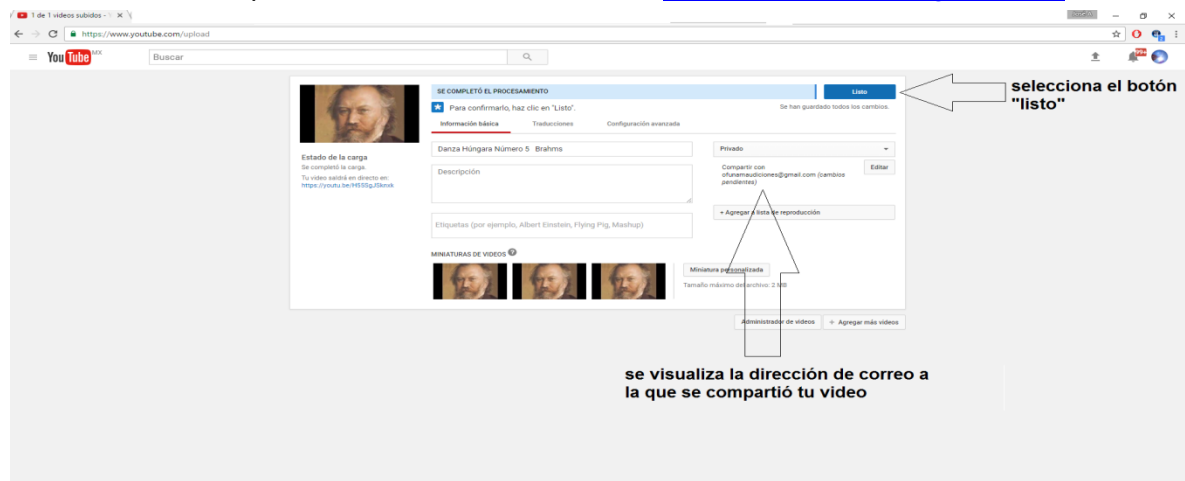 1 de 1 videos subidos -
https://www.youtube.com/upload
You Tube MX
Buscar
99+
SE COMPLETÓ EL PROCESAMIENTO
Listo
selecciona el botón
"listo"
Para confirmarlo, haz clic en "Listo".
Se han guardado todos los cambios.
Información básica
Traducciones
Configuración avanzada
Danza Húngara Número 5 Brahms
Privado
Estado de la carga
Se completó la carga.
Tu video saldrá en directo en:
Descripción
Compartir con
ofunamaudiciones@gmail.com (cambios
pendientes)
Editar
+ Agregar a lista de reproducción
Etiquetas (por ejemplo, Albert Einstein, Flying Pig, Mashup)
MINIATURAS DE VIDEOS
Miniatura personalizada
Tamaño máximo del archivo: 2 MB
Administrador de videos
+ Agregar más videos
se visualiza la dirección de correo a
la que se compartió tu video